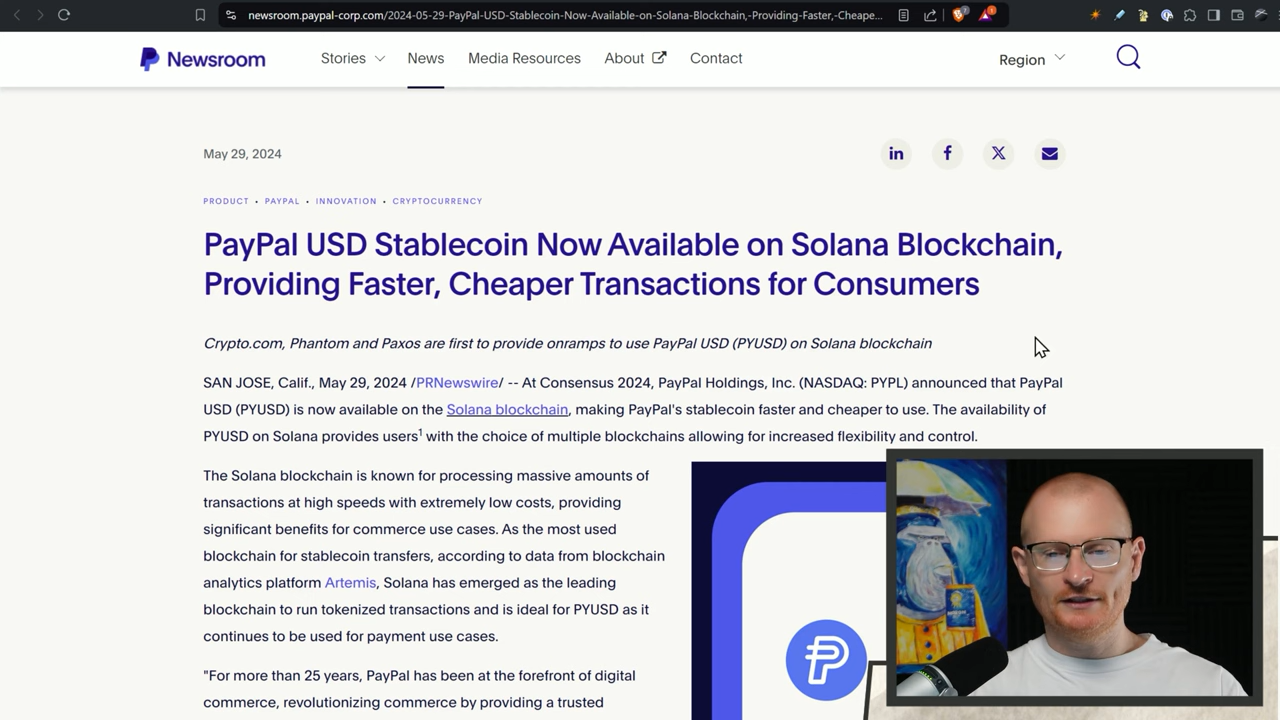 newsroom.paypal-corp.com/2024-05-29-PayPal-USD-Stablecoin-Now-Available-on-Solana-Blockchain,-Providing-Faster,-Cheape...
Newsroom
Stories
News
Media Resources
About
Contact
Region
May 29, 2024
PRODUCT • PAYPAL • INNOVATION • CRYPTOCURRENCY
PayPal USD Stablecoin Now Available on Solana Blockchain,
Providing Faster, Cheaper Transactions for Consumers
Crypto.com, Phantom and Paxos are first to provide onramps to use PayPal USD (PYUSD) on Solana blockchain
SAN JOSE, Calif., May 29, 2024 /PRNewswire/ -- At Consensus 2024, PayPal Holdings, Inc. (NASDAQ: PYPL) announced that PayPal
USD (PYUSD) is now available on the Solana blockchain, making PayPal's stablecoin faster and cheaper to use. The availability of
PYUSD on Solana provides users¹ with the choice of multiple blockchains allowing for increased flexibility and control.
The Solana blockchain is known for processing massive amounts of
transactions at high speeds with extremely low costs, providing
significant benefits for commerce use cases. As the most used
blockchain for stablecoin transfers, according to data from blockchain
analytics platform Artemis, Solana has emerged as the leading
blockchain to run tokenized transactions and is ideal for PYUSD as it
continues to be used for payment use cases.
"For more than 25 years, PayPal has been at the forefront of digital
commerce, revolutionizing commerce by providing a trusted